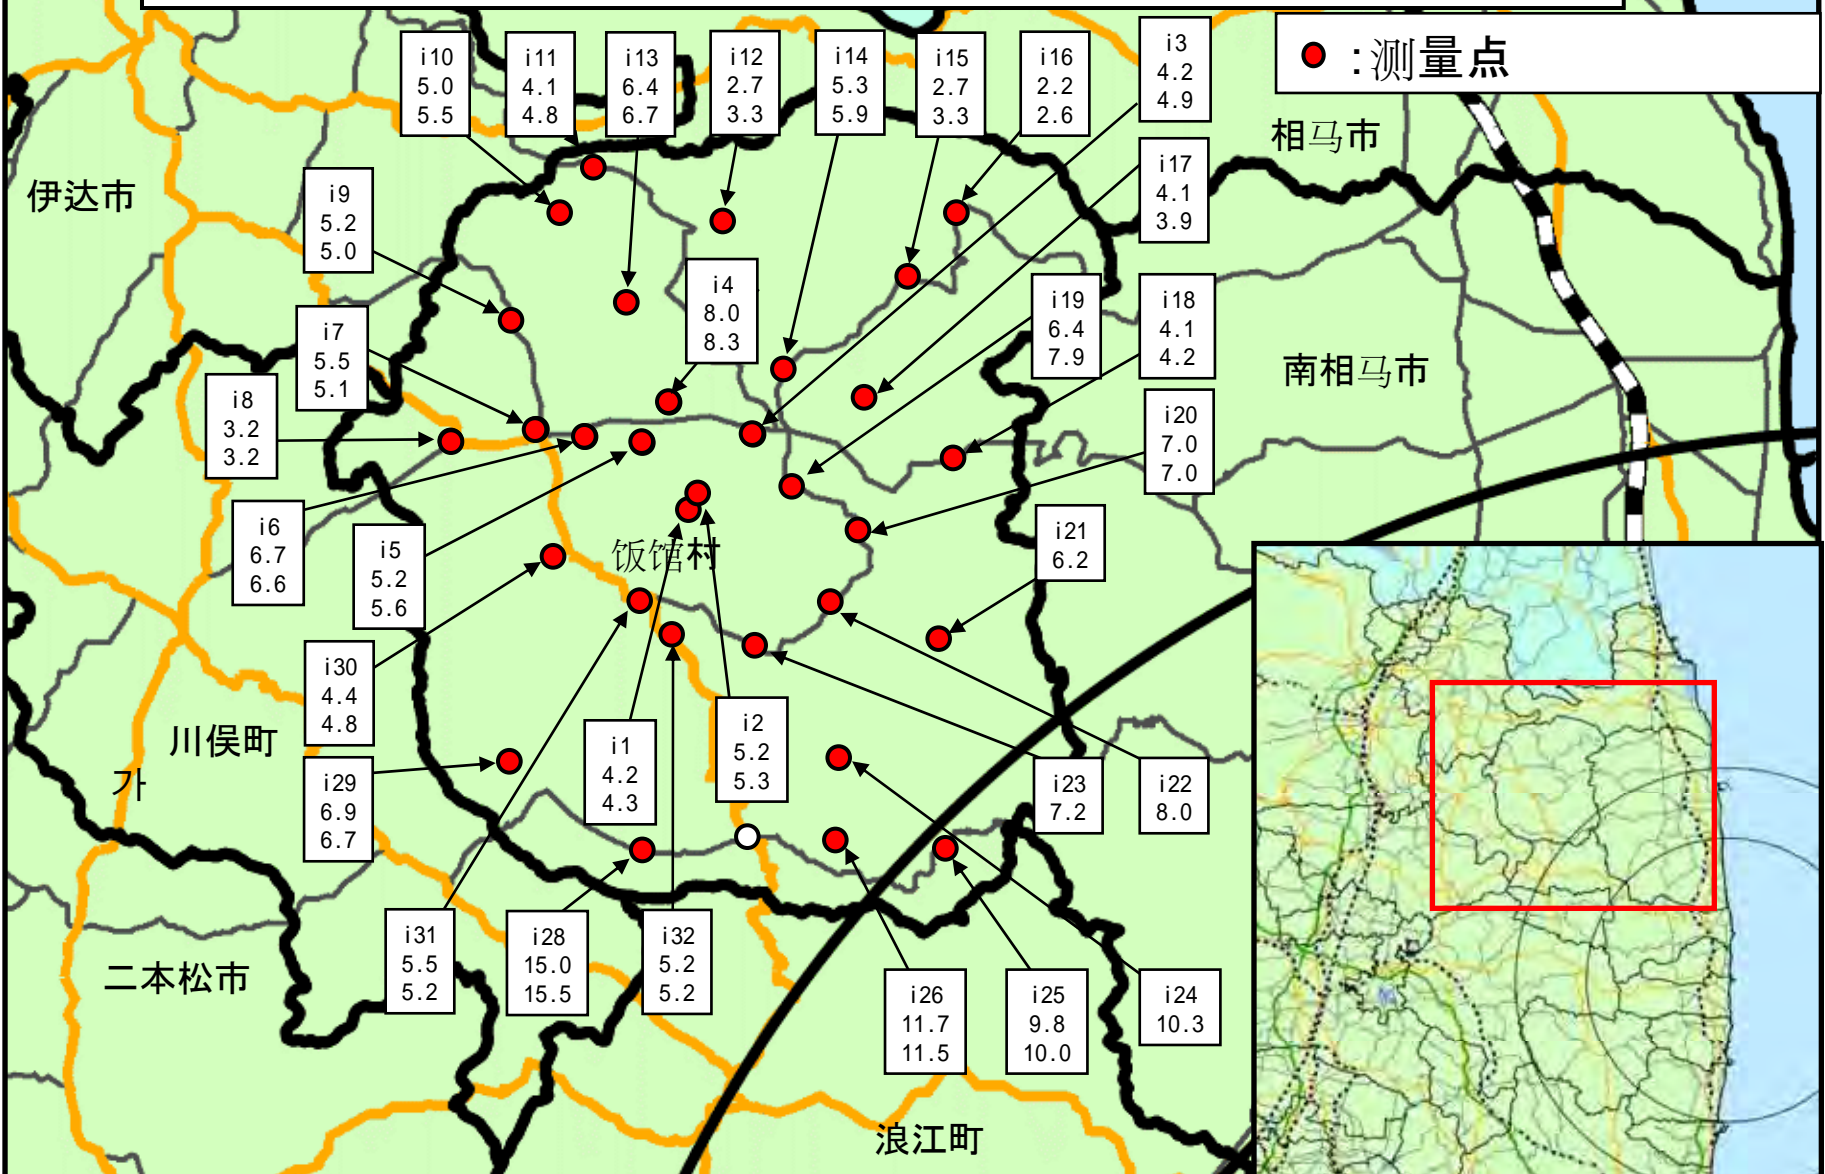 :测量点
i10
5.0
5.5
i11
4.1
4.8
i13
6.4
6.7
i12
2.7
3.3
i14
5.3
5.9
i15
2.7
3.3
i16
2.2
2.6
i3
4.2
4.9
相马市
伊达市
i9
5.2
5.0
i17
4.1
3.9
i4
8.0
8.3
i19
6.4
7.9
i18
4.1
4.2
i7
5.5
5.1
南相马市
i8
3.2
3.2
i20
7.0
7.0
i6
6.7
6.6
i5
5.2
5.6
饭馆村
i21
6.2
i30
4.4
4.8
川俣町
가
i1
4.2
4.3
i2
5.2
5.3
i29
6.9
6.7
i23
7.2
i22
8.0
二本松市
i31
5.5
5.2
i28
15.0
15.5
i32
5.2
5.2
i26
11.7
11.5
i25
9.8
10.0
i24
10.3
浪江町